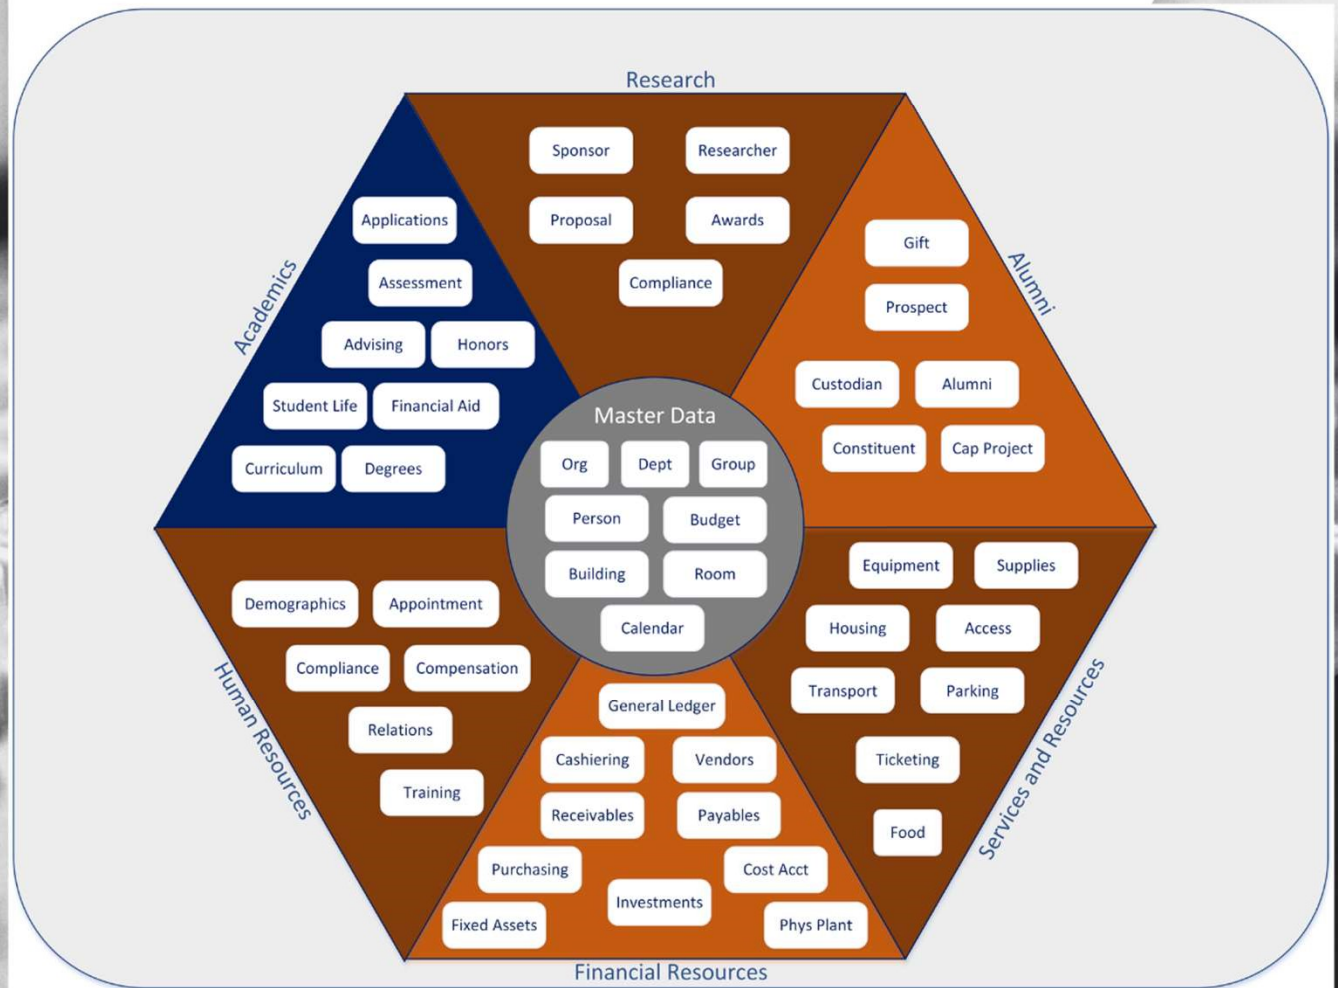 Research
Sponsor
Researcher
Proposal
Awards
Compliance
Academics
Applications
Assessment
Advising
Honors
Student Life
Financial Aid
Curriculum
Degrees
Alumni
Gift
Prospect
Custodian
Alumni
Constituent
Cap Project
Master Data
Org
Dept
Group
Person
Budget
Building
Room
Calendar
Human Resources
Demographics
Appointment
Compliance
Compensation
Relations
Training
General Ledger
Cashiering
Vendors
Receivables
Payables
Purchasing
Cost Acct
Investments
Fixed Assets
Phys Plant
Financial Resources
Equipment
Supplies
Housing
Access
Transport
Parking
Ticketing
Food
Services and Resources